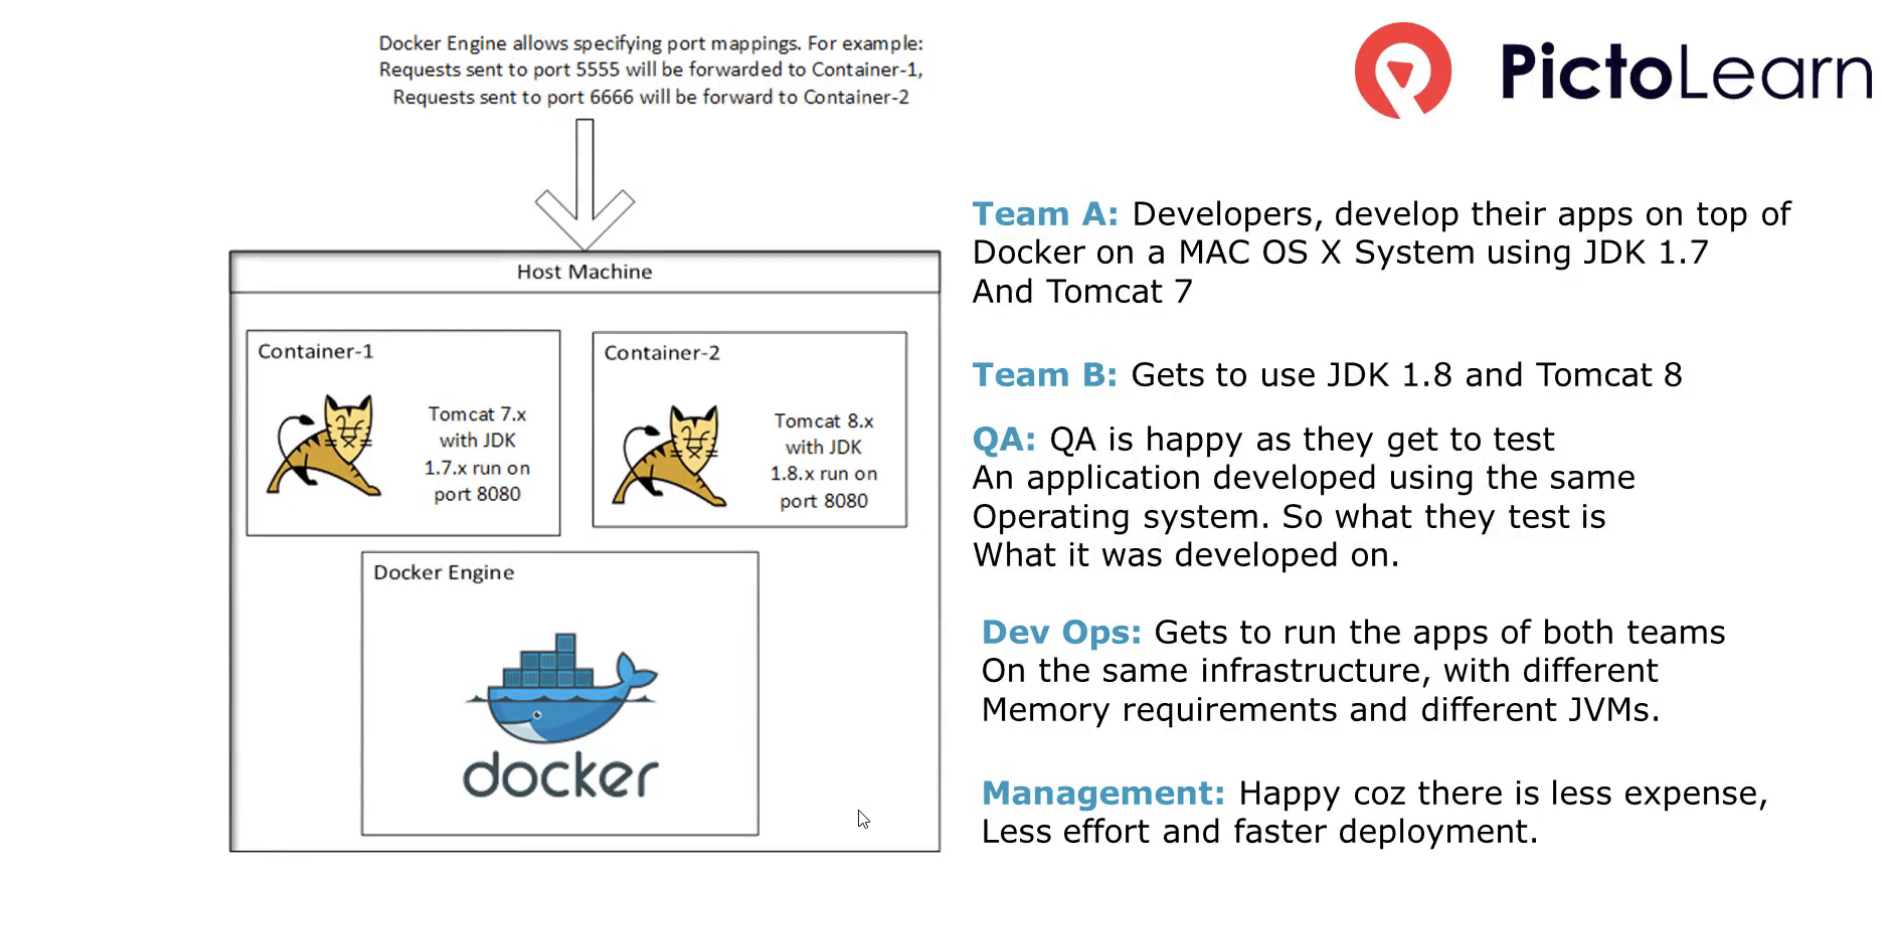 Docker Engine allows specifying port mappings. For example:
Requests sent to port 5555 will be forwarded to Container-1,
Requests sent to port 6666 will be forward to Container-2
PictoLearn
Host Machine
Container-1
Tomcat 7.x
with JDK
1.7.x run on
port 8080
Container-2
Tomcat 8.x
with JDK
1.8.x run on
port 8080
Docker Engine
docker
Team A: Developers, develop their apps on top of
Docker on a MAC OS X System using JDK 1.7
And Tomcat 7
Team B: Gets to use JDK 1.8 and Tomcat 8
QA: QA is happy as they get to test
An application developed using the same
Operating system. So what they test is
What it was developed on.
Dev Ops: Gets to run the apps of both teams
On the same infrastructure, with different
Memory requirements and different JVMs.
Management: Happy coz there is less expense,
Less effort and faster deployment.